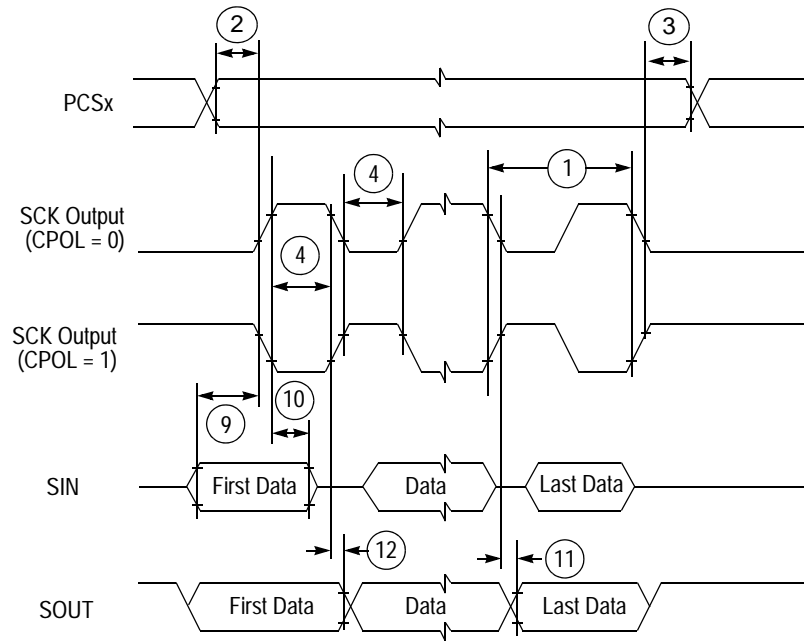 2
3
PCSx
4
1
SCK Output
(CPOL = 0)
4
SCK Output
(CPOL = 1)
9
10
SIN
First Data
Data
Last Data
12
11
SOUT
First Data
Data
Last Data